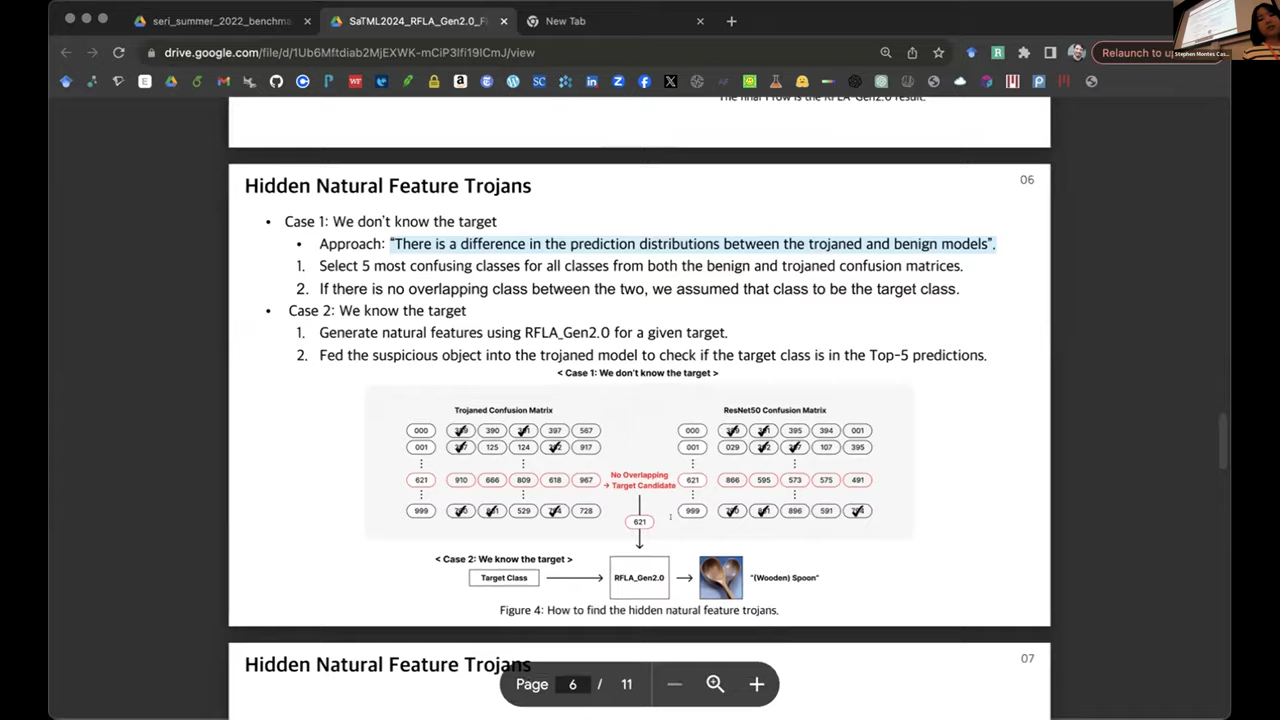 seri_summer_2022_benchma
SaTML2024_RFLA_Gen2.0_F
New Tab
drive.google.com/file/d/1Ub6Mftdiab2MjEXWK-mCiP3lfi19lCmJ/view
Relaunch to up
Stephen Montes Cas...
The final 1 row is the RFLA_Gen2.0 result.
Hidden Natural Feature Trojans
06
• Case 1: We don't know the target
• Approach: "There is a difference in the prediction distributions between the trojaned and benign models".
1. Select 5 most confusing classes for all classes from both the benign and trojaned confusion matrices.
2. If there is no overlapping class between the two, we assumed that class to be the target class.
• Case 2: We know the target
1. Generate natural features using RFLA_Gen2.0 for a given target.
2. Fed the suspicious object into the trojaned model to check if the target class is in the Top-5 predictions.
< Case 1: We don't know the target >
Trojaned Confusion Matrix
ResNet50 Confusion Matrix
000 390 397 567
000 395 394 001
001 125 124 917
001 029 107 395
621 910 666 809 618 967
No Overlapping
→ Target Candidate
621 866 595 573 575 491
999 529 728
999 896 591
621
< Case 2: We know the target >
Target Class
RFLA_Gen2.0
"(Wooden) Spoon"
Figure 4: How to find the hidden natural feature trojans.
Hidden Natural Feature Trojans
07
Page 6 / 11